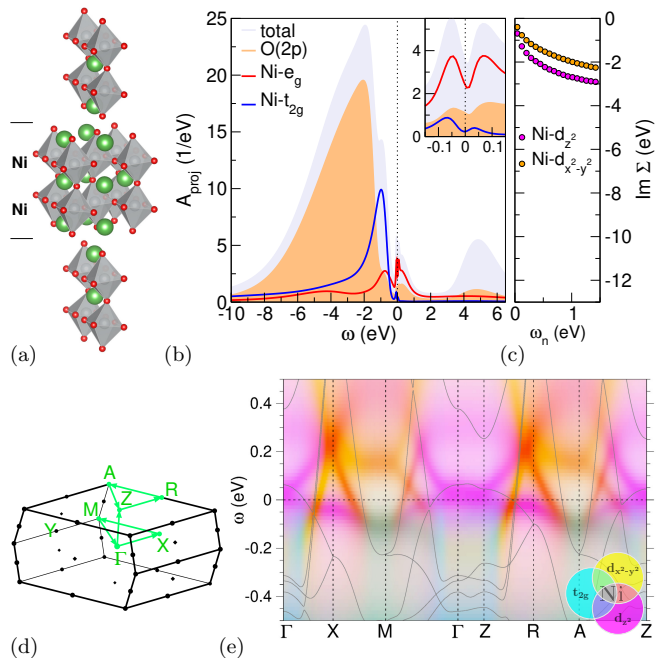 (a)
Ni
Ni
(b)
A_proj (1/eV)
25
20
15
10
5
0
total
O(2p)
Ni-e_g
Ni-t_2g
4
2
0
-0.1
0
0.1
-10
-8
-6
-4
-2
0
2
4
6
ω (eV)
(c)
Ni-d_z²
Ni-d_x²-y²
0
-2
-4
-6
-8
-10
-12
Im Σ (eV)
0
1
ω_n (eV)
(d)
A
Z
R
M
Y
X
Γ
(e)
ω (eV)
0.4
0.2
0
-0.2
-0.4
Γ
X
M
Γ
Z
R
A
Z
d_x²-y²
t_2g
Ni
d_z²